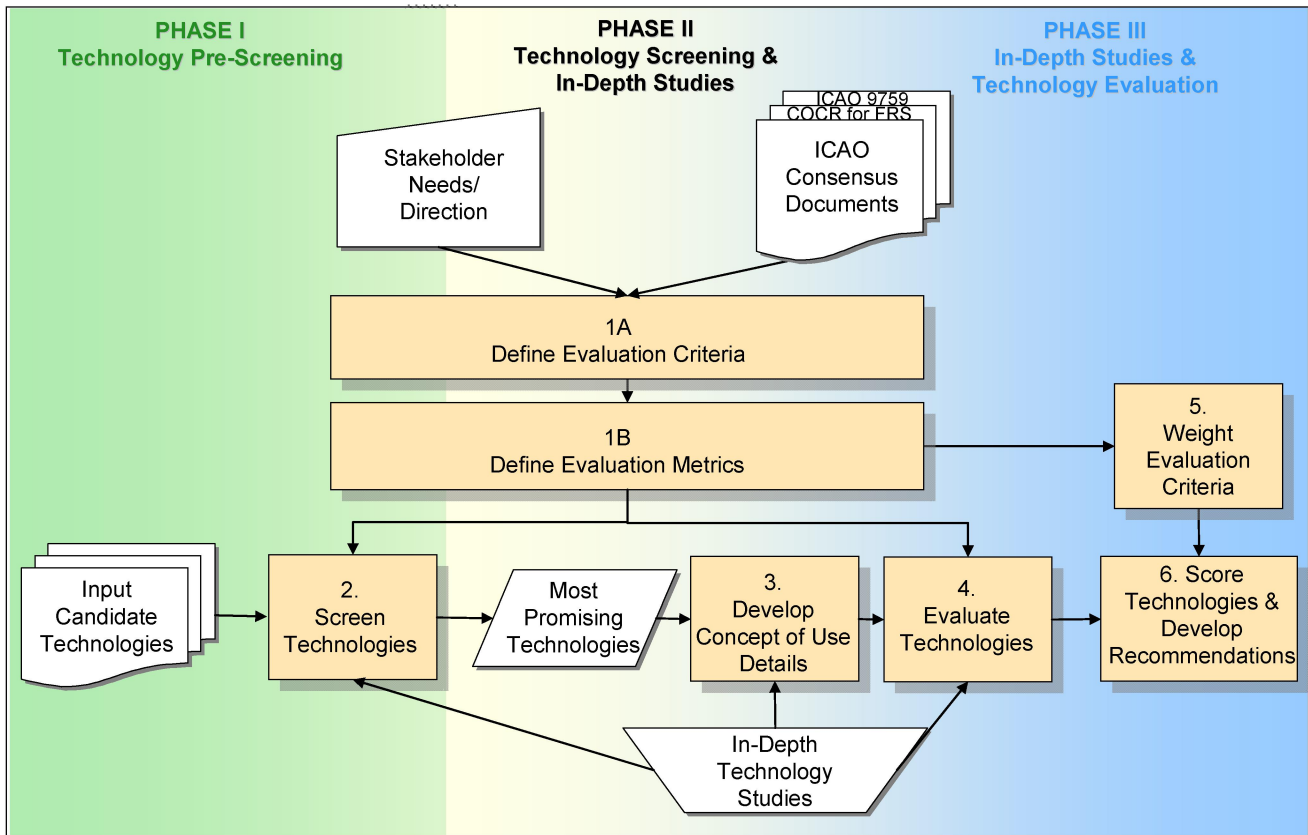 PHASE I
Technology Pre-Screening
PHASE II
Technology Screening &
In-Depth Studies
PHASE III
In-Depth Studies &
Technology Evaluation
Stakeholder
Needs/
Direction
ICAO 9759
COCR for FRS
ICAO
Consensus
Documents
1A
Define Evaluation Criteria
1B
Define Evaluation Metrics
5.
Weight
Evaluation
Criteria
Input
Candidate
Technologies
2.
Screen
Technologies
Most
Promising
Technologies
3.
Develop
Concept of Use
Details
4.
Evaluate
Technologies
6. Score
Technologies &
Develop
Recommendations
In-Depth
Technology
Studies